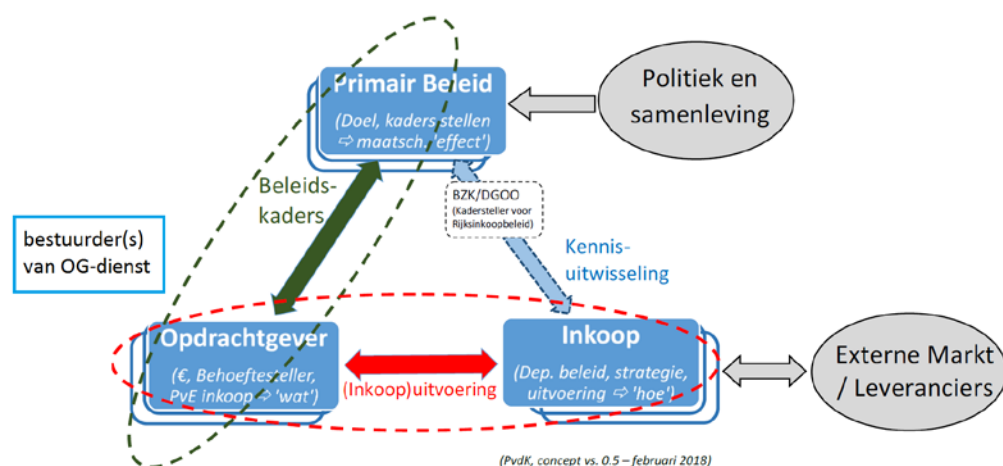 Primair Beleid
(Doel, kaders stellen
⇨ maatsch. 'effect')
Politiek en
samenleving
Beleids-
kaders
BZK/DGOO
(Kadersteller voor
Rijksinkoopbeleid)
Kennis-
uitwisseling
bestuurder(s)
van OG-dienst
Opdrachtgever
(€, Behoeftesteller,
PvE inkoop ⇨ 'wat')
(Inkoop)uitvoering
Inkoop
(Dep. beleid, strategie,
uitvoering ⇨ 'hoe')
Externe Markt
/ Leveranciers
(PvdK, concept vs. 0.5 – februari 2018)